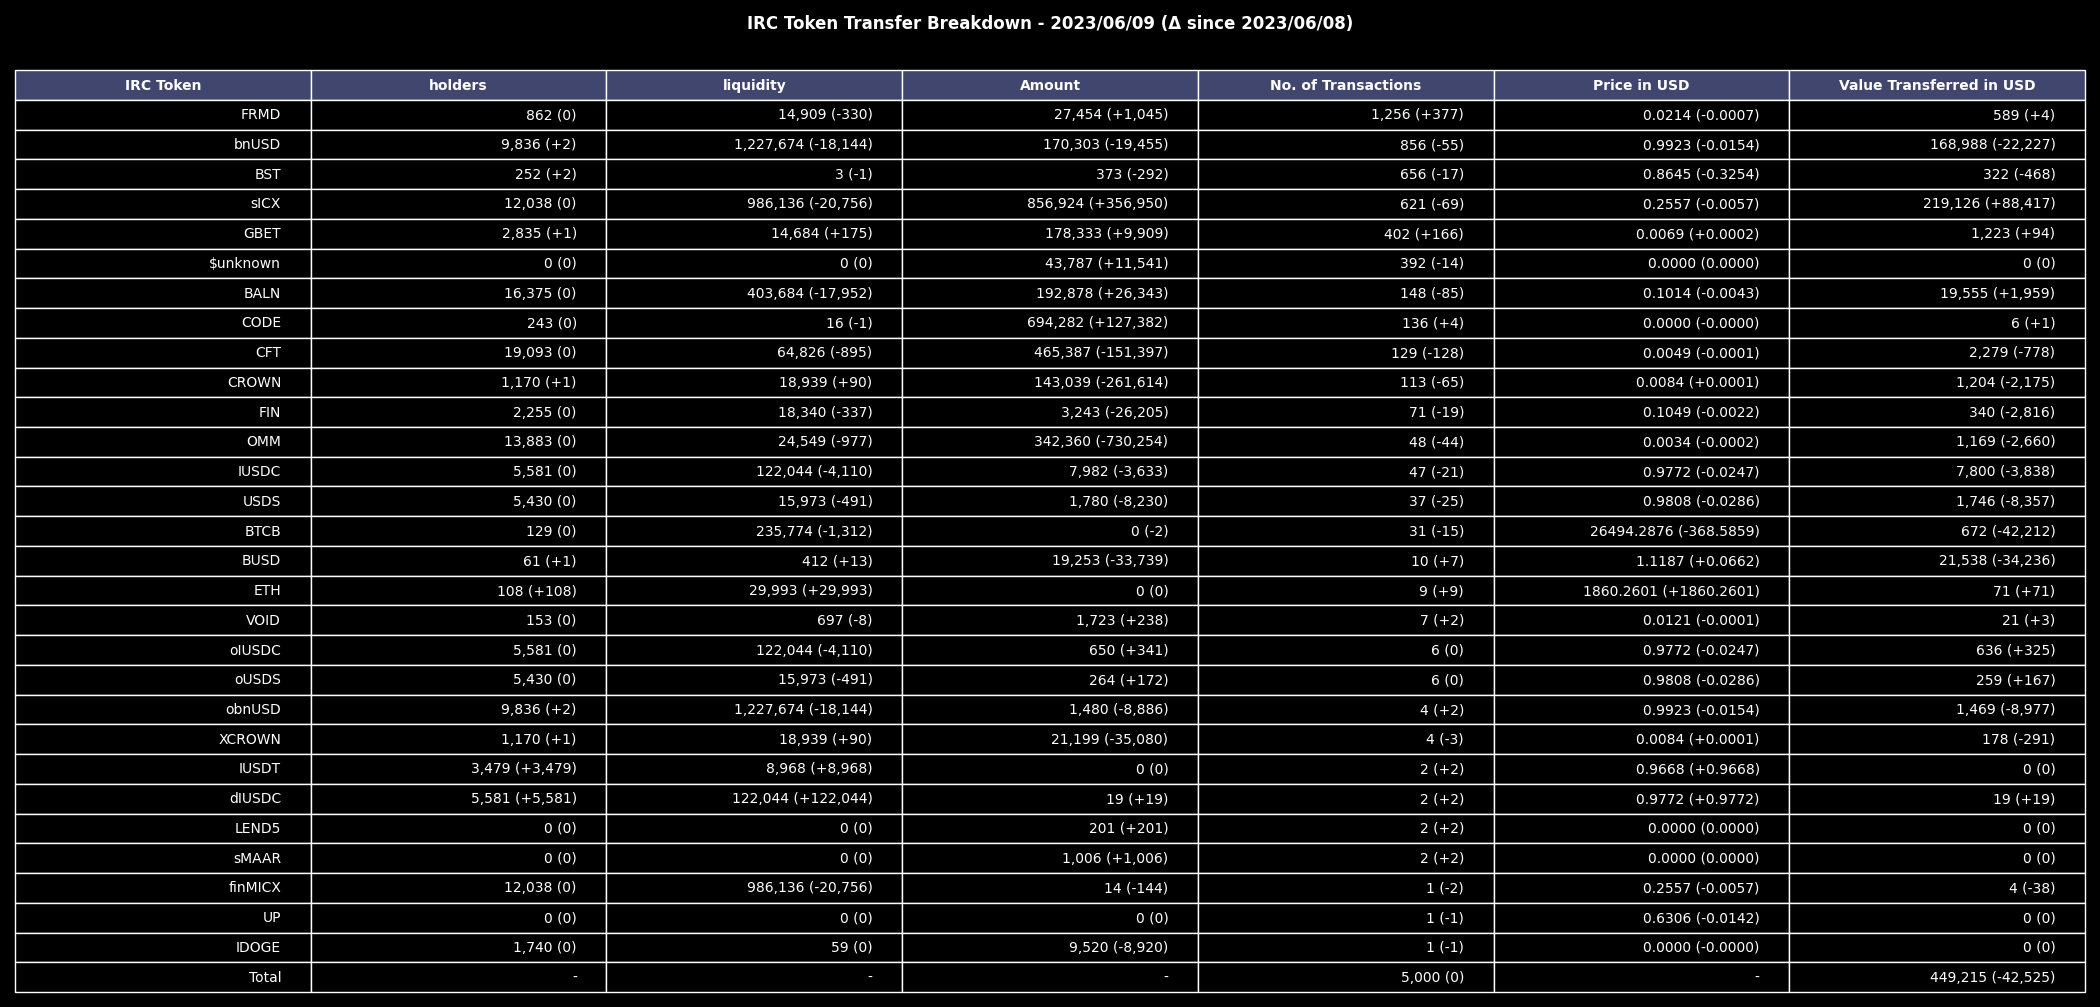 IRC Token Transfer Breakdown - 2023/06/09 (Δ since 2023/06/08)
IRC Token holders liquidity Amount No. of Transactions Price in USD Value Transferred in USD
FRMD 862 (0) 14,909 (-330) 27,454 (+1,045) 1,256 (+377) 0.0214 (-0.0007) 589 (+4)
bnUSD 9,836 (+2) 1,227,674 (-18,144) 170,303 (-19,455) 856 (-55) 0.9923 (-0.0154) 168,988 (-22,227)
BST 252 (+2) 3 (-1) 373 (-292) 656 (-17) 0.8645 (-0.3254) 322 (-468)
sICX 12,038 (0) 986,136 (-20,756) 856,924 (+356,950) 621 (-69) 0.2557 (-0.0057) 219,126 (+88,417)
GBET 2,835 (+1) 14,684 (+175) 178,333 (+9,909) 402 (+166) 0.0069 (+0.0002) 1,223 (+94)
$unknown 0 (0) 0 (0) 43,787 (+11,541) 392 (-14) 0.0000 (0.0000) 0 (0)
BALN 16,375 (0) 403,684 (-17,952) 192,878 (+26,343) 148 (-85) 0.1014 (-0.0043) 19,555 (+1,959)
CODE 243 (0) 16 (-1) 694,282 (+127,382) 136 (+4) 0.0000 (-0.0000) 6 (+1)
CFT 19,093 (0) 64,826 (-895) 465,387 (-151,397) 129 (-128) 0.0049 (-0.0001) 2,279 (-778)
CROWN 1,170 (+1) 18,939 (+90) 143,039 (-261,614) 113 (-65) 0.0084 (+0.0001) 1,204 (-2,175)
FIN 2,255 (0) 18,340 (-337) 3,243 (-26,205) 71 (-19) 0.1049 (-0.0022) 340 (-2,816)
OMM 13,883 (0) 24,549 (-977) 342,360 (-730,254) 48 (-44) 0.0034 (-0.0002) 1,169 (-2,660)
IUSDC 5,581 (0) 122,044 (-4,110) 7,982 (-3,633) 47 (-21) 0.9772 (-0.0247) 7,800 (-3,838)
USDS 5,430 (0) 15,973 (-491) 1,780 (-8,230) 37 (-25) 0.9808 (-0.0286) 1,746 (-8,357)
BTCB 129 (0) 235,774 (-1,312) 0 (-2) 31 (-15) 26494.2876 (-368.5859) 672 (-42,212)
BUSD 61 (+1) 412 (+13) 19,253 (-33,739) 10 (+7) 1.1187 (+0.0662) 21,538 (-34,236)
ETH 108 (+108) 29,993 (+29,993) 0 (0) 9 (+9) 1860.2601 (+1860.2601) 71 (+71)
VOID 153 (0) 697 (-8) 1,723 (+238) 7 (+2) 0.0121 (-0.0001) 21 (+3)
oIUSDC 5,581 (0) 122,044 (-4,110) 650 (+341) 6 (0) 0.9772 (-0.0247) 636 (+325)
oUSDS 5,430 (0) 15,973 (-491) 264 (+172) 6 (0) 0.9808 (-0.0286) 259 (+167)
obnUSD 9,836 (+2) 1,227,674 (-18,144) 1,480 (-8,886) 4 (+2) 0.9923 (-0.0154) 1,469 (-8,977)
XCROWN 1,170 (+1) 18,939 (+90) 21,199 (-35,080) 4 (-3) 0.0084 (+0.0001) 178 (-291)
IUSDT 3,479 (+3,479) 8,968 (+8,968) 0 (0) 2 (+2) 0.9668 (+0.9668) 0 (0)
dIUSDC 5,581 (+5,581) 122,044 (+122,044) 19 (+19) 2 (+2) 0.9772 (+0.9772) 19 (+19)
LEND5 0 (0) 0 (0) 201 (+201) 2 (+2) 0.0000 (0.0000) 0 (0)
sMAAR 0 (0) 0 (0) 1,006 (+1,006) 2 (+2) 0.0000 (0.0000) 0 (0)
finMICX 12,038 (0) 986,136 (-20,756) 14 (-144) 1 (-2) 0.2557 (-0.0057) 4 (-38)
UP 0 (0) 0 (0) 0 (0) 1 (-1) 0.6306 (-0.0142) 0 (0)
IDOGE 1,740 (0) 59 (0) 9,520 (-8,920) 1 (-1) 0.0000 (-0.0000) 0 (0)
Total - - - 5,000 (0) - 449,215 (-42,525)